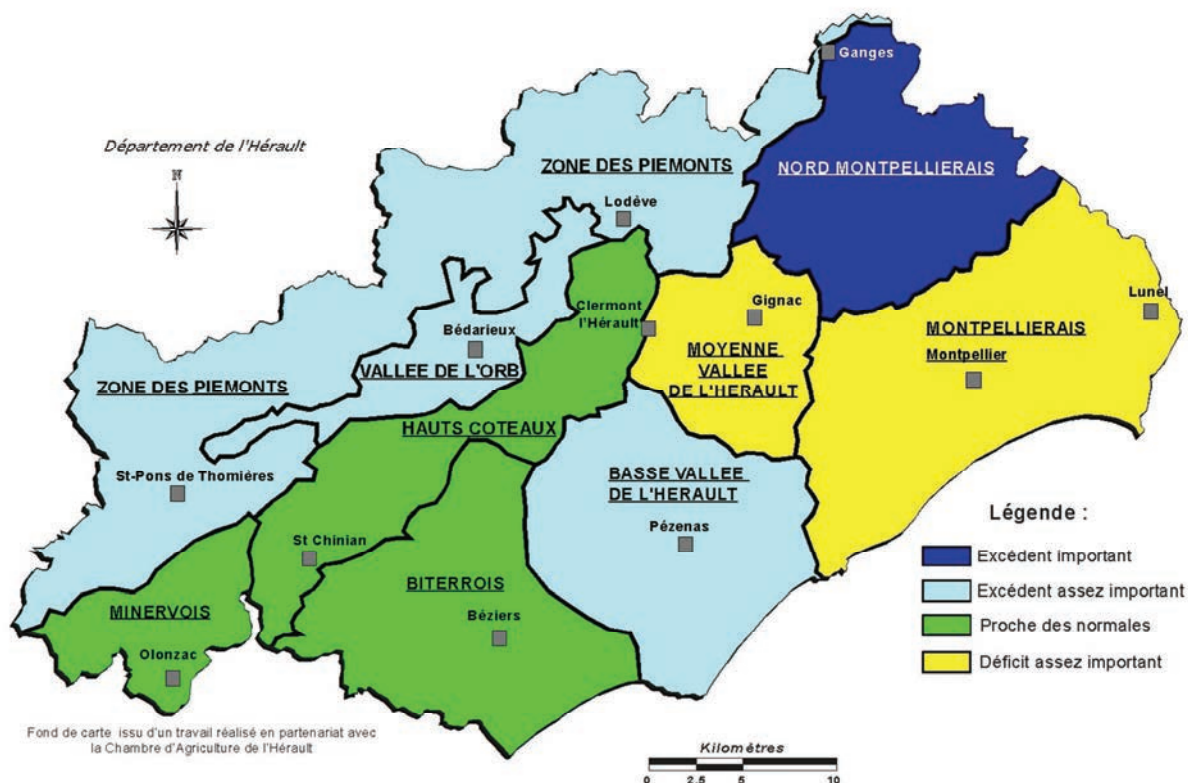 Ganges
Département de l'Hérault
N
ZONE DES PIEMONTS
NORD MONTPELLIERAIS
Lodève
Clermont
l'Hérault
Gignac
Lunel
MONTPELLIERAIS
Montpellier
Bédarieux
MOYENNE
VALLEE
DE L'HERAULT
VALLEE DE L'ORB
ZONE DES PIEMONTS
HAUTS COTEAUX
St-Pons de Thomiéres
BASSE VALLEE
DE L'HERAULT
Pézenas
St Chinian
BITERROIS
Béziers
MINERVOIS
Olonzac
Légende :
Excédent important
Excédent assez important
Proche des normales
Déficit assez important
Fond de carte issu d'un travail réalisé en partenariat avec
la Chambre d'Agriculture de l'Hérault
Kilométres
0 2.5 5 10